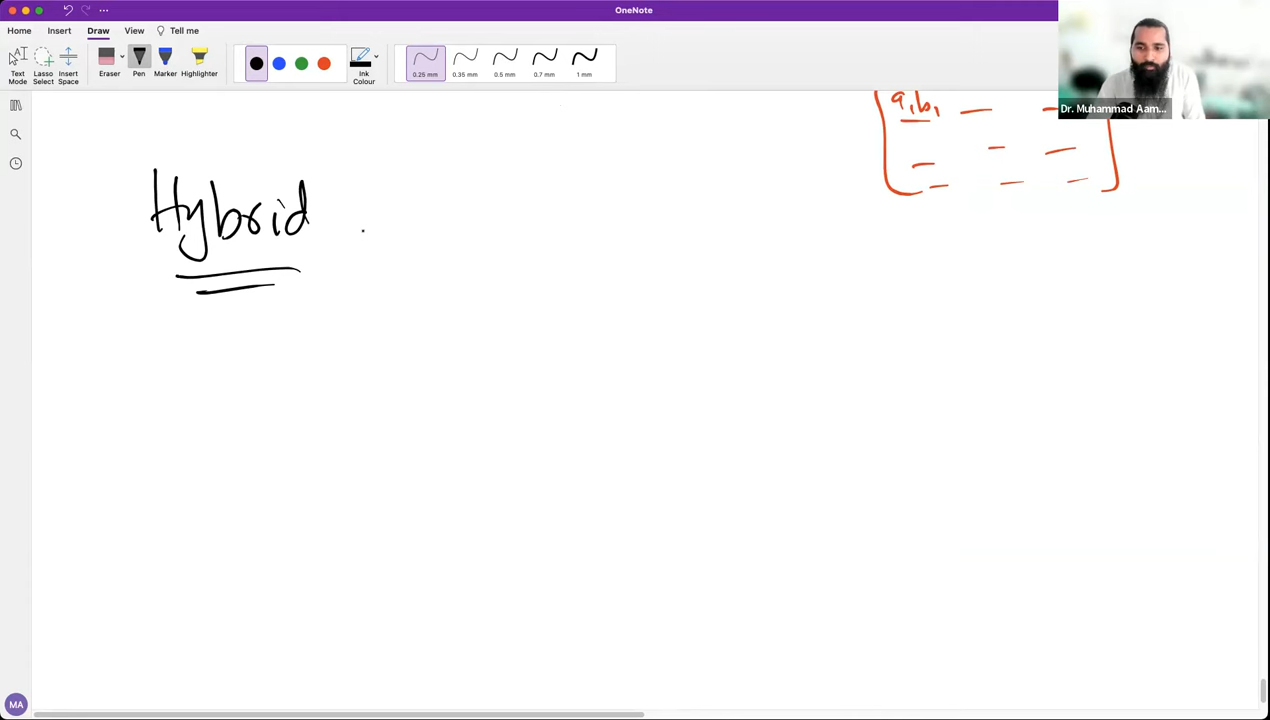 OneNote
Home Insert Draw View Tell me
Text Mode Lasso Select Insert Space Eraser Pen Marker Highlighter 0.25 mm 0.35 mm 0.5 mm 0.7 mm 1 mm Ink Colour
Dr. Muhammad Aam...
a₁b₁
Hybrid
MA